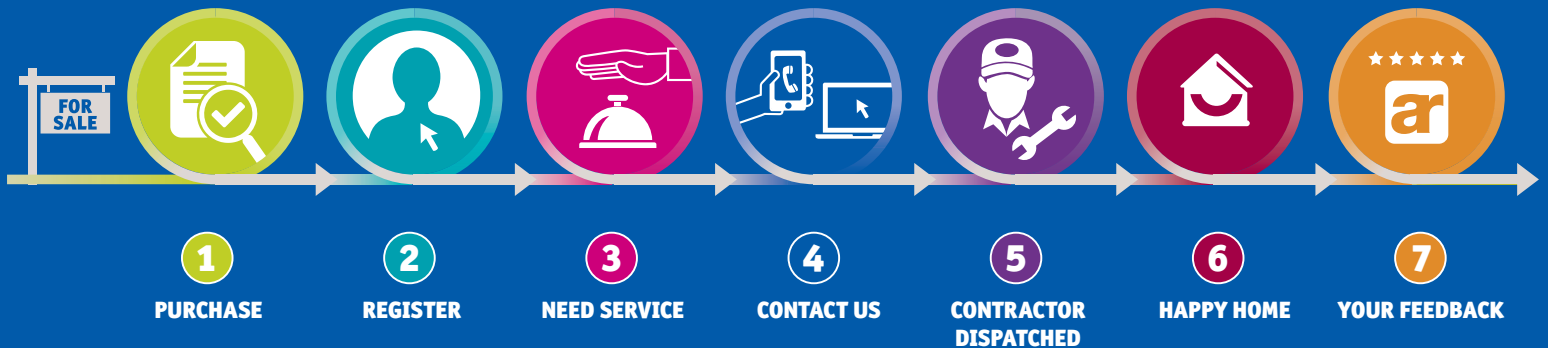 FOR
SALE
ar
1
PURCHASE
2
REGISTER
3
NEED SERVICE
4
CONTACT US
5
CONTRACTOR
DISPATCHED
6
HAPPY HOME
7
YOUR FEEDBACK